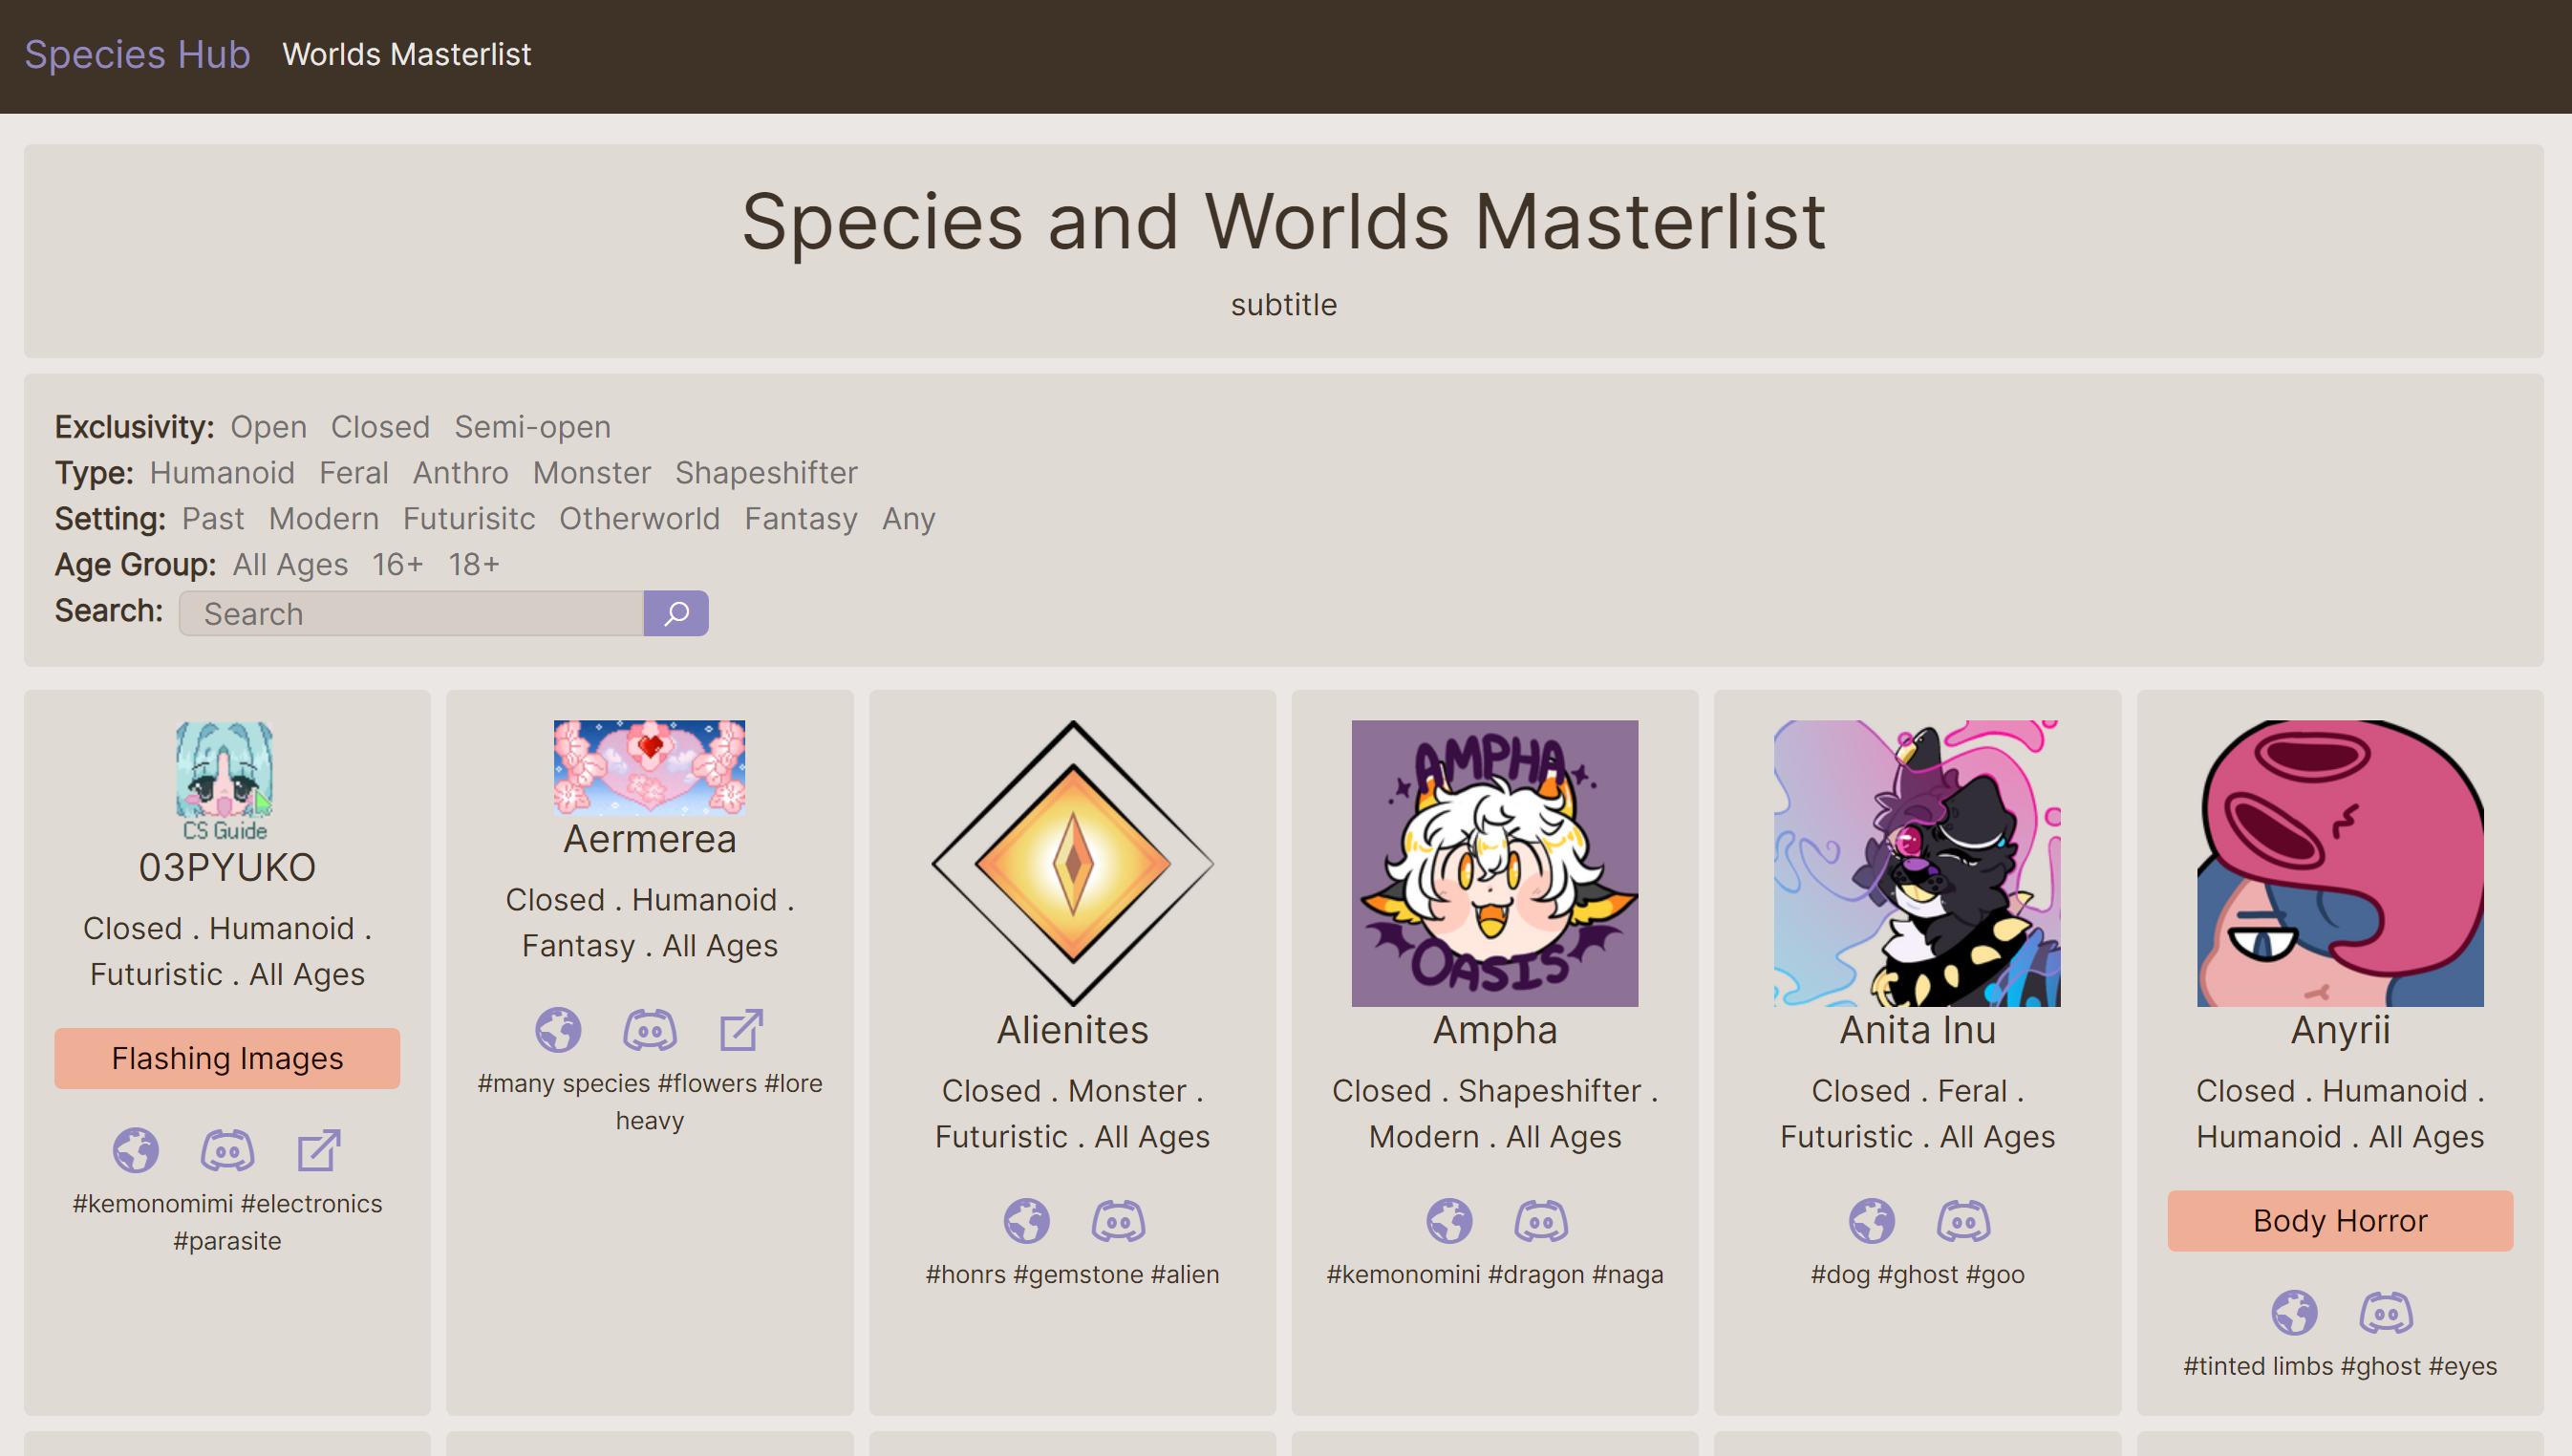 Species Hub Worlds Masterlist
Species and Worlds Masterlist
subtitle
Exclusivity: Open Closed Semi-open
Type: Humanoid Feral Anthro Monster Shapeshifter
Setting: Past Modern Futurisitc Otherworld Fantasy Any
Age Group: All Ages 16+ 18+
Search: Search
CS Guide
03PYUKO
Closed . Humanoid .
Futuristic . All Ages
Flashing Images
#kemonomimi #electronics
#parasite
Aermerea
Closed . Humanoid .
Fantasy . All Ages
#many species #flowers #lore
heavy
Alienites
Closed . Monster .
Futuristic . All Ages
#honrs #gemstone #alien
AMPHA
OASIS
Ampha
Closed . Shapeshifter .
Modern . All Ages
#kemonomini #dragon #naga
Anita Inu
Closed . Feral .
Futuristic . All Ages
#dog #ghost #goo
Anyrii
Closed . Humanoid .
Humanoid . All Ages
Body Horror
#tinted limbs #ghost #eyes